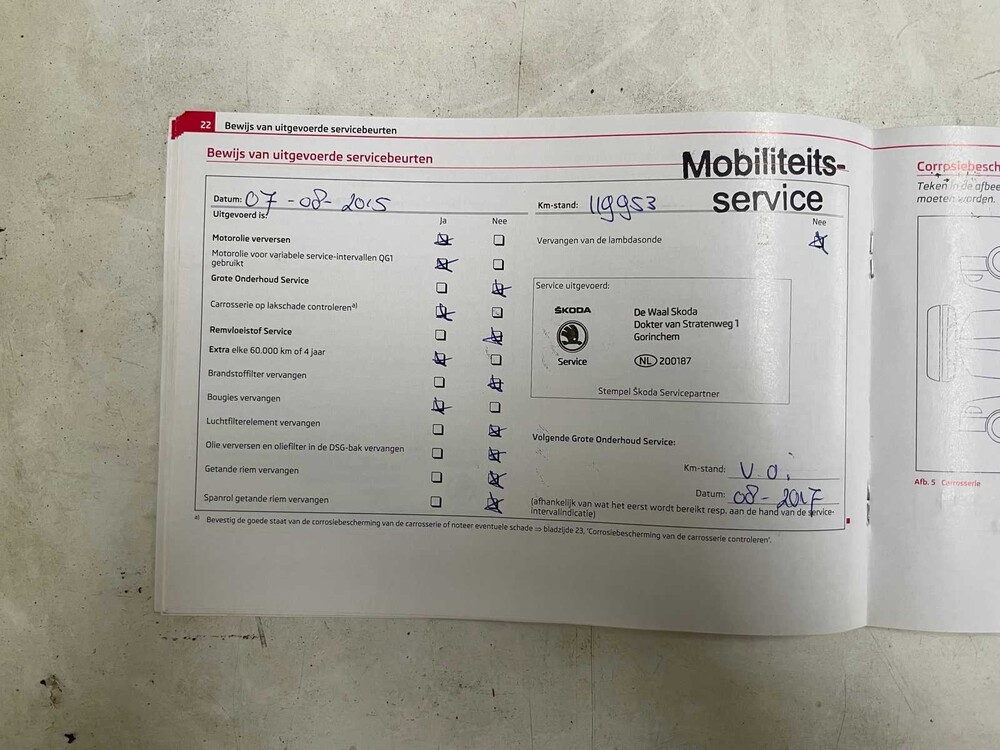 22 Bewijs van uitgevoerde servicebeurten
Bewijs van uitgevoerde servicebeurten
Mobiliteits-
service
Datum: 07-08-2015
Km-stand: 119953
Uitgevoerd is:
Ja Nee
Nee
Motorolie verversen
Motorolie voor variabele service-intervallen QG1
gebruikt
Grote Onderhoud Service
Carrosserie op lakschade controleren a)
Remvloeistof Service
Extra elke 60.000 km of 4 jaar
Brandstoffilter vervangen
Bougies vervangen
Luchtfilterelement vervangen
Olie verversen en oliefilter in de DSG-bak vervangen
Getande riem vervangen
Spanrol getande riem vervangen
Vervangen van de lambdasonde
Service uitgevoerd:
ŠKODA
Service
De Waal Skoda
Dokter van Stratenweg 1
Gorinchem
NL 200187
Stempel Škoda Servicepartner
Volgende Grote Onderhoud Service:
Km-stand: v.o.
Datum: 08-2017
(afhankelijk van wat het eerst wordt bereikt resp. aan de hand van de service-
intervalindicatie)
a) Bevestig de goede staat van de corrosiebescherming van de carrosserie of noteer eventuele schade ⇒ bladzijde 23, 'Corrosiebescherming van de carrosserie controleren'.
Corrosiebesch
Teken in de afbee
moeten worden.
Afb. 5 Carrosserie